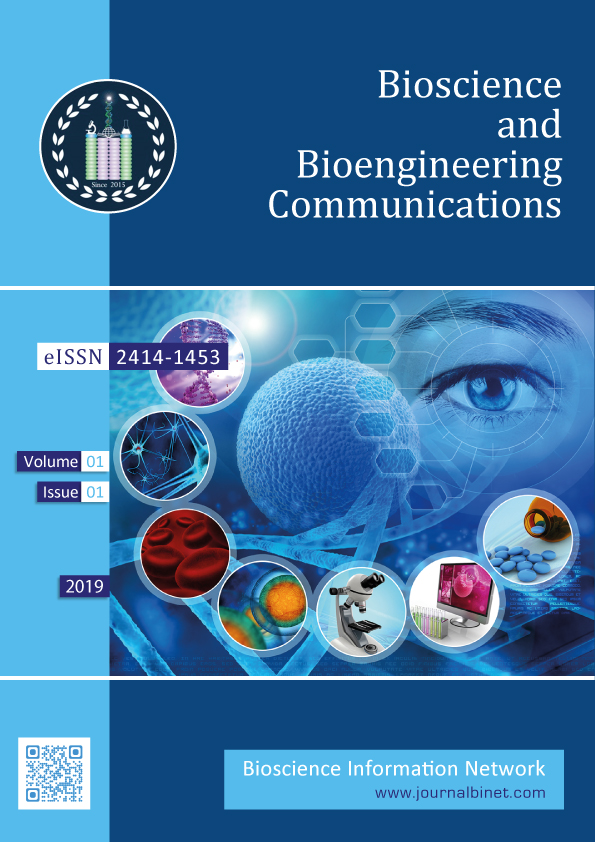 Bioscience
and
Bioengineering
Communications
Since 2015
eISSN 2414-1453
Volume 01
Issue 01
2019
Bioscience Information Network
www.journalbinet.com